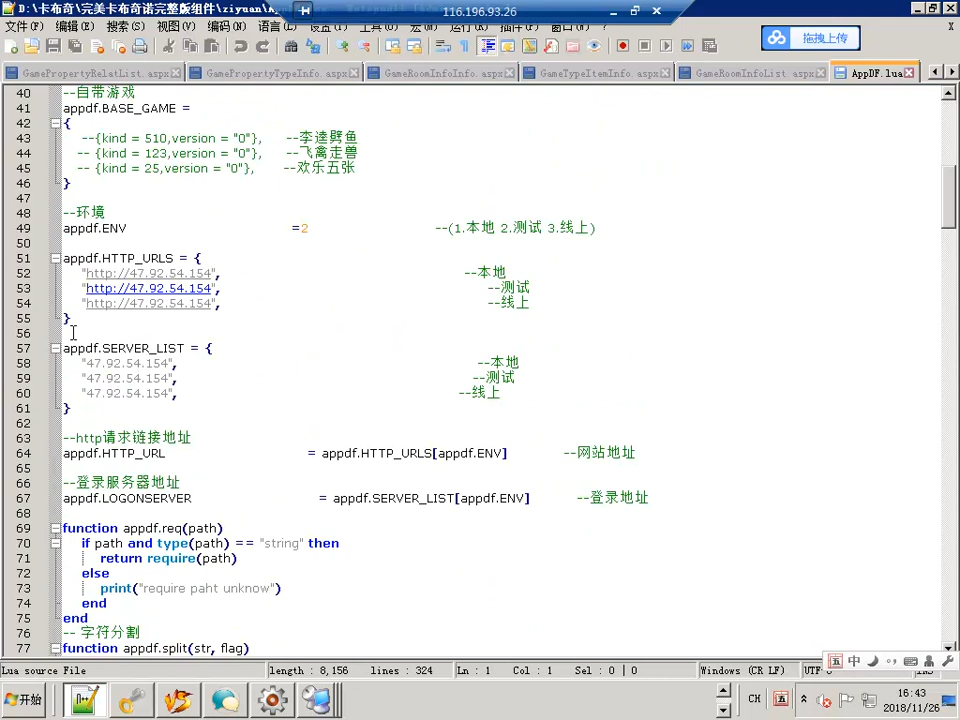 D:\卡布奇\完美卡布奇诺完整版组件\ziyuan\
116.196.93.26
文件(F) 编辑(E) 搜索(S) 视图(V) 编码(N) 语言(L) 设置(T) 工具(O) 宏(M) 运行(R) 插件(P) 窗口(W) ?
拖拽上传
GamePropertyRelatList.aspx GamePropertyTypeInfo.aspx GameRoomInfoInfo.aspx GameTypeItemInfo.aspx GameRoomInfoList.aspx AppDF.lua
40 --自带游戏
41 appdf.BASE_GAME =
42 {
43 --{kind = 510,version = "0"}, --李逵劈鱼
44 -- {kind = 123,version = "0"}, --飞禽走兽
45 -- {kind = 25,version = "0"}, --欢乐五张
46 }
47
48 --环境
49 appdf.ENV =2 --(1.本地 2.测试 3.线上)
50
51 appdf.HTTP_URLS = {
52 "http://47.92.54.154", --本地
53 "http://47.92.54.154", --测试
54 "http://47.92.54.154", --线上
55 }
56
57 appdf.SERVER_LIST = {
58 "47.92.54.154", --本地
59 "47.92.54.154", --测试
60 "47.92.54.154", --线上
61 }
62
63 --http请求链接地址
64 appdf.HTTP_URL = appdf.HTTP_URLS[appdf.ENV] --网站地址
65
66 --登录服务器地址
67 appdf.LOGONSERVER = appdf.SERVER_LIST[appdf.ENV] --登录地址
68
69 function appdf.req(path)
70 if path and type(path) == "string" then
71 return require(path)
72 else
73 print("require paht unknow")
74 end
75 end
76 -- 字符分割
77 function appdf.split(str, flag)
Lua source File length : 8,156 lines : 324 Ln : 1 Col : 1 Sel : 0 | 0 Windows (CR LF)
五 中
开始 CH 五 16:43
2018/11/26